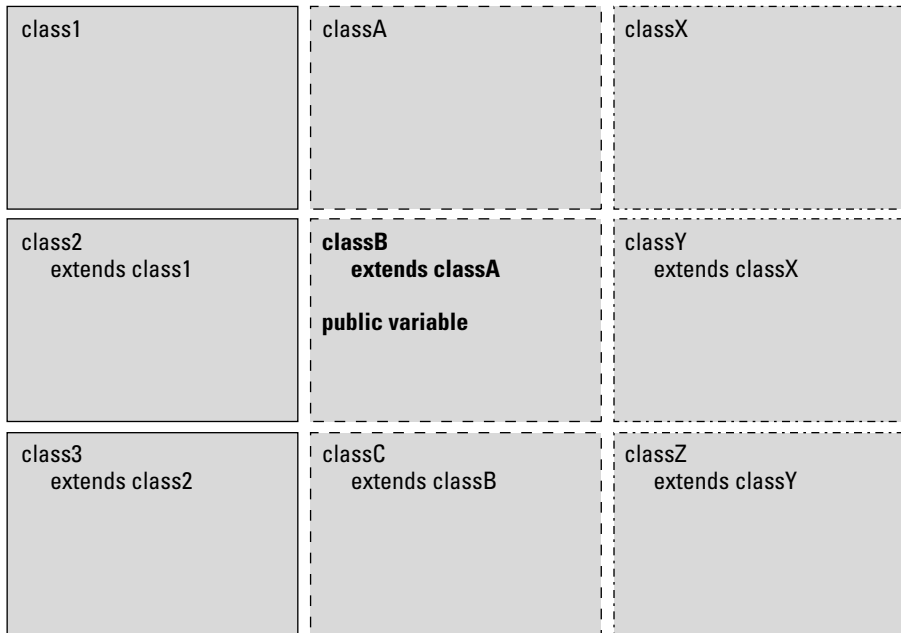 class1
classA
classX
class2
extends class1
classB
extends classA
public variable
classY
extends classX
class3
extends class2
classC
extends classB
classZ
extends classY